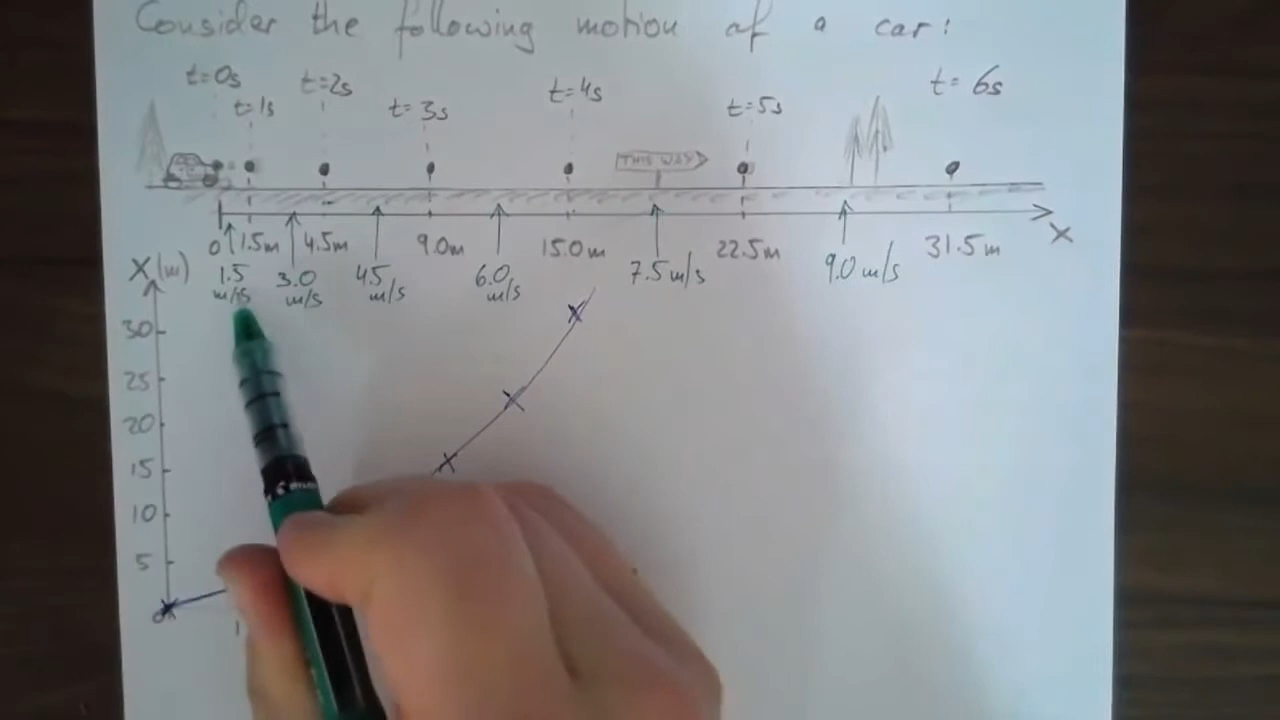 Consider the following motion of a car:
t=0s t=1s t=2s t=3s t=4s t=5s t=6s
THIS WAY
0 1.5m 4.5m 9.0m 15.0m 22.5m 31.5m X
1.5 m/s 3.0 m/s 4.5 m/s 6.0 m/s 7.5 m/s 9.0 m/s
X(m)
30
25
20
15
10
5
0
1